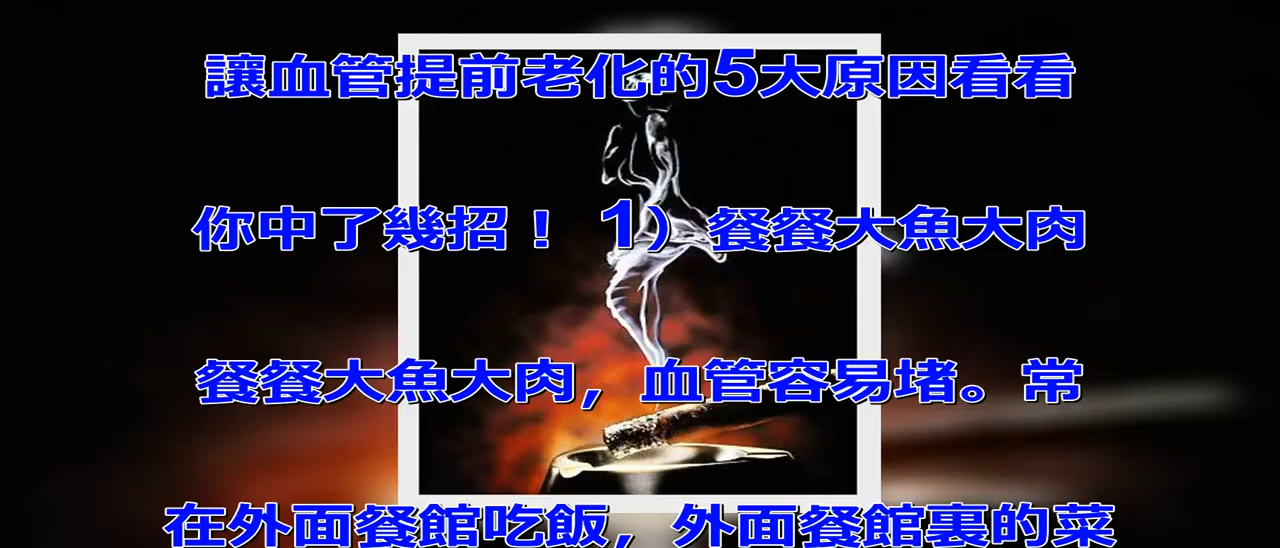 讓血管提前老化的5大原因看看
你中了幾招！ 1）餐餐大魚大肉
餐餐大魚大肉，血管容易堵。常
在外面餐館吃飯，外面餐館裏的菜